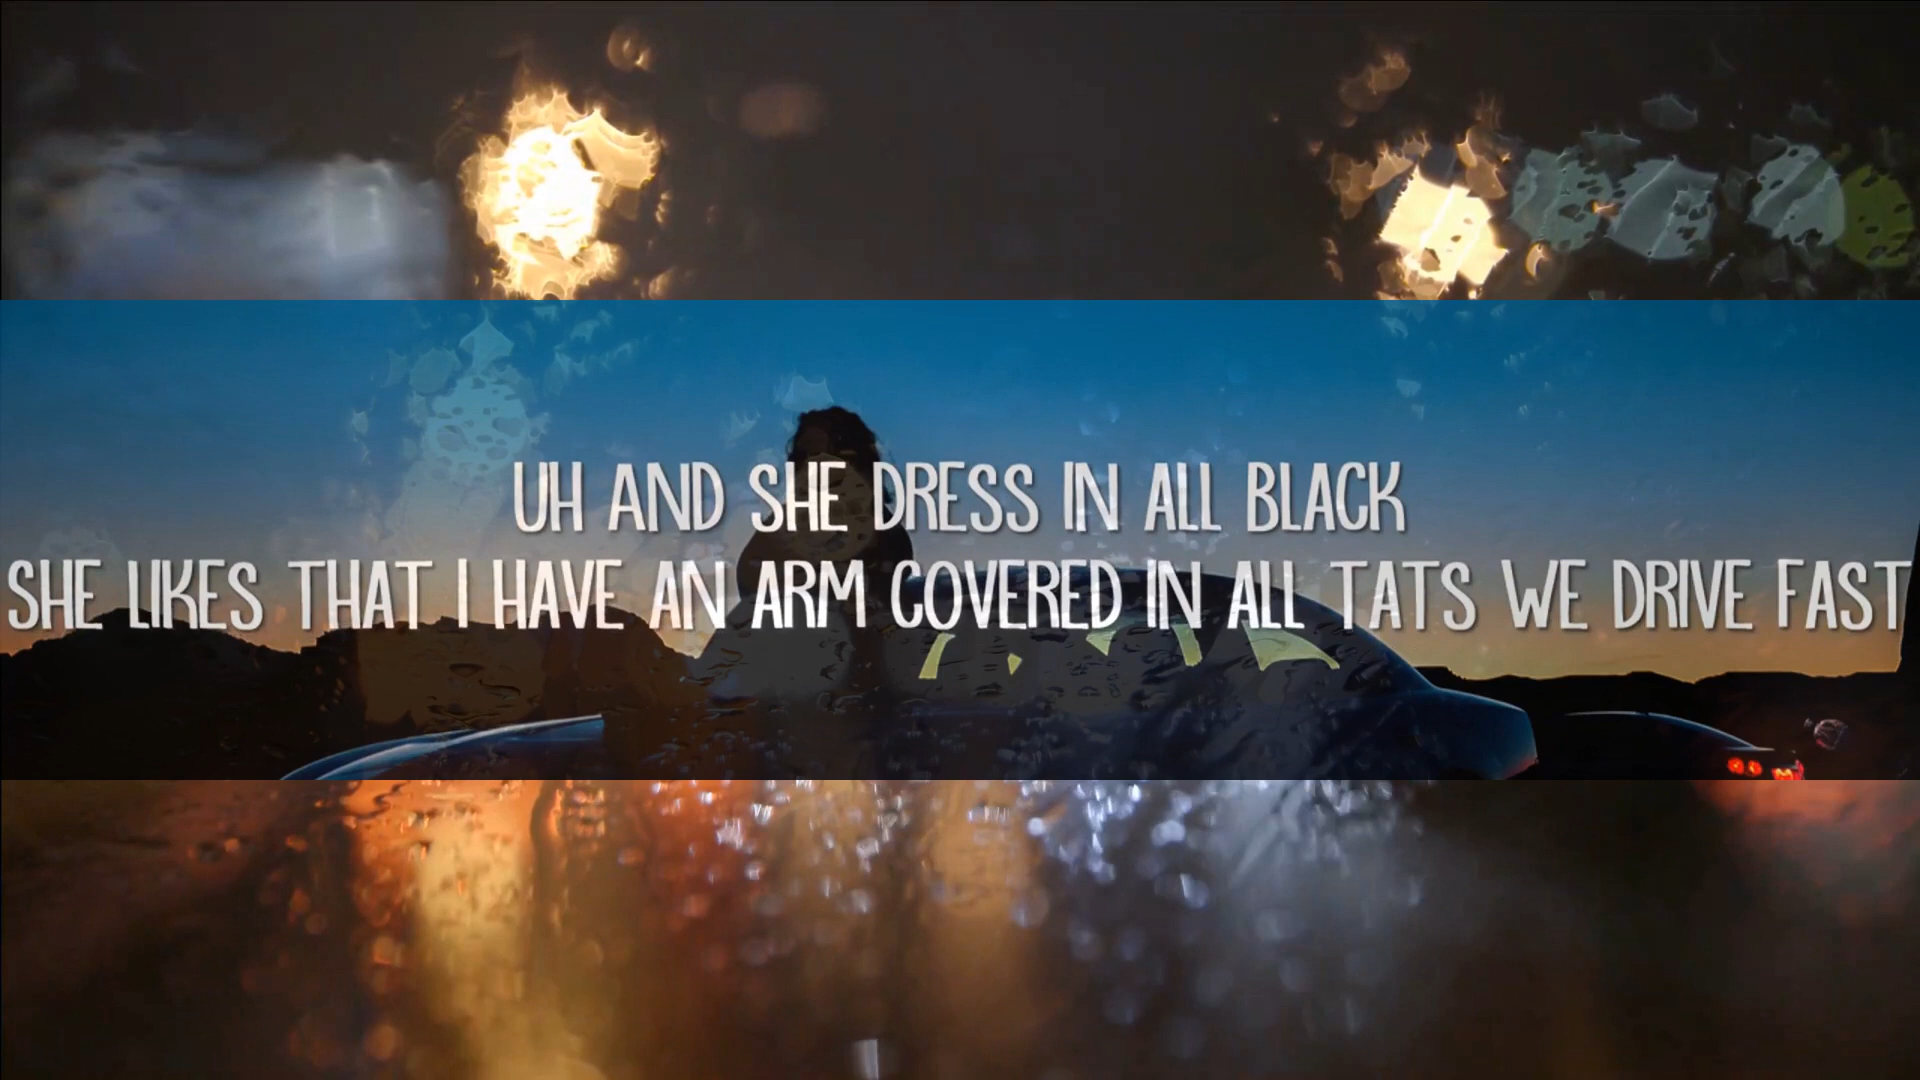 UH AND SHE DRESS IN ALL BLACK
SHE LIKES THAT I HAVE AN ARM COVERED IN ALL TATS WE DRIVE FAST